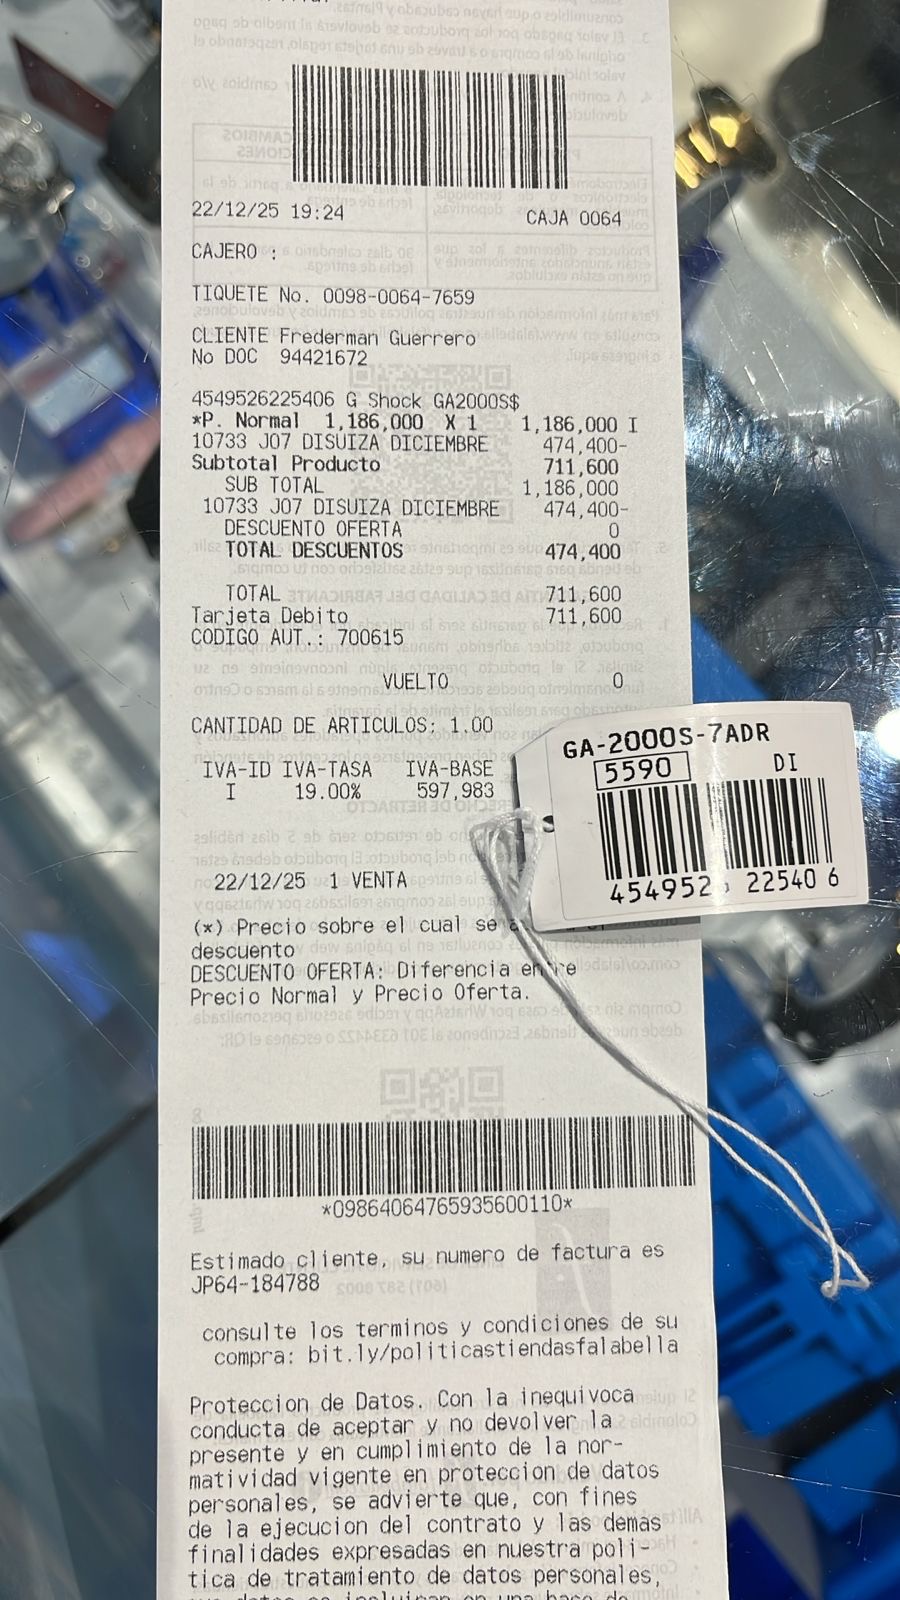 22/12/25 19:24 CAJA 0064
CAJERO :
TIQUETE No. 0098-0064-7659
CLIENTE Frederman Guerrero
No DOC 94421672
4549526225406 G Shock GA2000S$
*P. Normal 1,186,000 X 1 1,186,000 I
10733 J07 DISUIZA DICIEMBRE 474,400-
Subtotal Producto 711,600
SUB TOTAL 1,186,000
10733 J07 DISUIZA DICIEMBRE 474,400-
DESCUENTO OFERTA 0
TOTAL DESCUENTOS 474,400
TOTAL 711,600
Tarjeta Debito 711,600
CODIGO AUT.: 700615
VUELTO 0
CANTIDAD DE ARTICULOS: 1.00
IVA-ID IVA-TASA IVA-BASE
I 19.00% 597,983
GA-2000S-7ADR
5590 DI
454952 22540 6
22/12/25 1 VENTA
(*) Precio sobre el cual se
descuento
DESCUENTO OFERTA: Diferencia entre
Precio Normal y Precio Oferta.
*09864064765935600110*
Estimado cliente, su numero de factura es
JP64-184788
consulte los terminos y condiciones de su
compra: bit.ly/politicastiendasfalabella
Proteccion de Datos. Con la inequivoca
conducta de aceptar y no devolver la
presente y en cumplimiento de la nor-
matividad vigente en proteccion de datos
personales, se advierte que, con fines
de la ejecucion del contrato y las demas
finalidades expresadas en nuestra poli-
tica de tratamiento de datos personales,